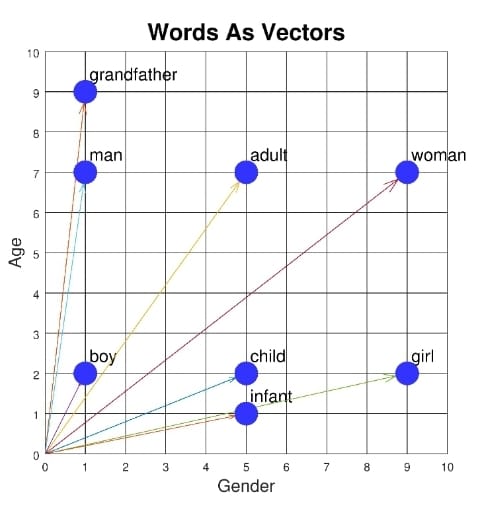 Words As Vectors
10
grandfather
9
8
man
adult
woman
7
6
Age
5
4
3
boy
child
girl
2
infant
1
0
0 1 2 3 4 5 6 7 8 9 10
Gender